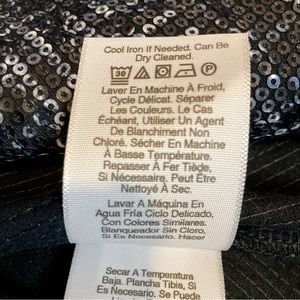 Cool Iron If Needed. Can Be
Dry Cleaned.
30 P
Laver En Machine À Froid,
Cycle Délicat. Séparer
Les Couleurs. Le Cas
Échéant, Utiliser Un Agent
De Blanchiment Non
Chloré. Sécher En Machine
À Basse Température.
Repasser À Fer Tiède,
Si Nécessaire. Peut Être
Nettoyé À Sec.
Lavar A Máquina En
Agua Fría Ciclo Delicado,
Con Colores Similares.
Blanqueador Sin Cloro,
Si Es Necesario. Hacer
Secar A Temperatura
Baja. Plancha Tibia, Si
Es Necesario. Se Puede